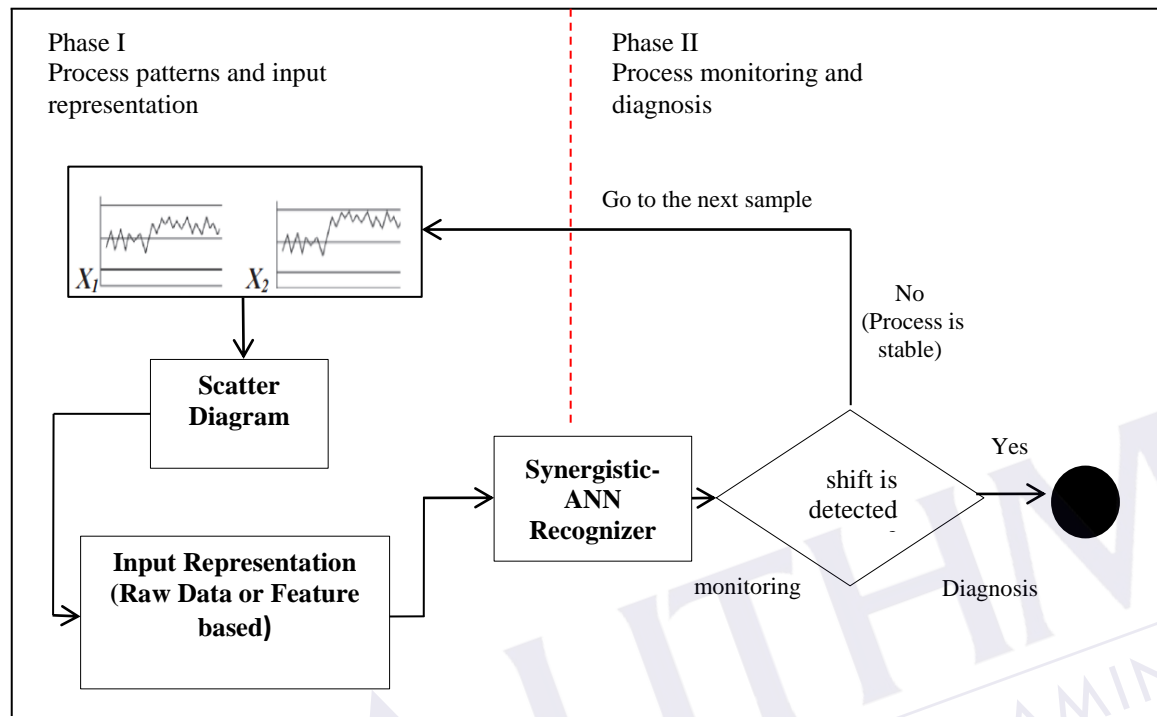 Phase I
Process patterns and input
representation
Phase II
Process monitoring and
diagnosis
Go to the next sample
X1
X2
No
(Process is
stable)
Scatter
Diagram
Yes
Synergistic-
ANN
Recognizer
shift is
detected
monitoring
Diagnosis
Input Representation
(Raw Data or Feature
based)